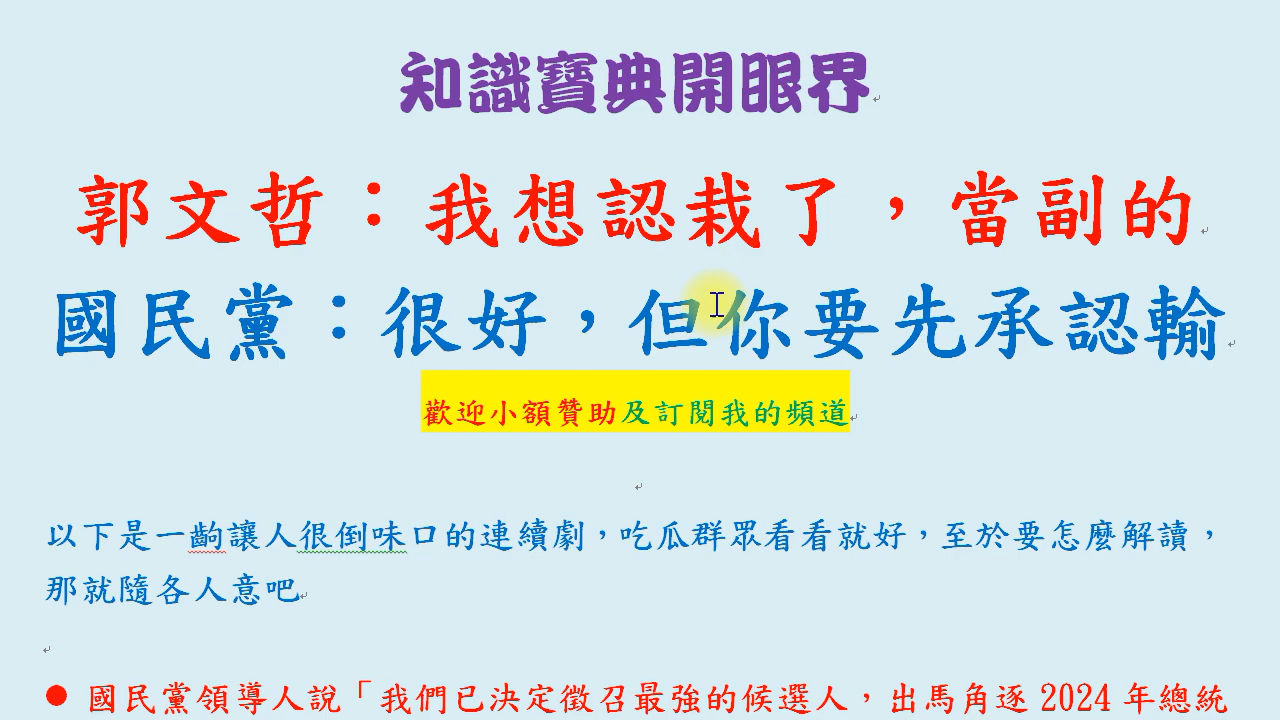 知識寶典開眼界
郭文哲：我想認栽了，當副的
國民黨：很好，但你要先承認輸
歡迎小額贊助及訂閱我的頻道
以下是一齣讓人很倒味口的連續劇，吃瓜群眾看看就好，至於要怎麼解讀，
那就隨各人意吧
● 國民黨領導人說「我們已決定徵召最強的候選人，出馬角逐 2024 年總統